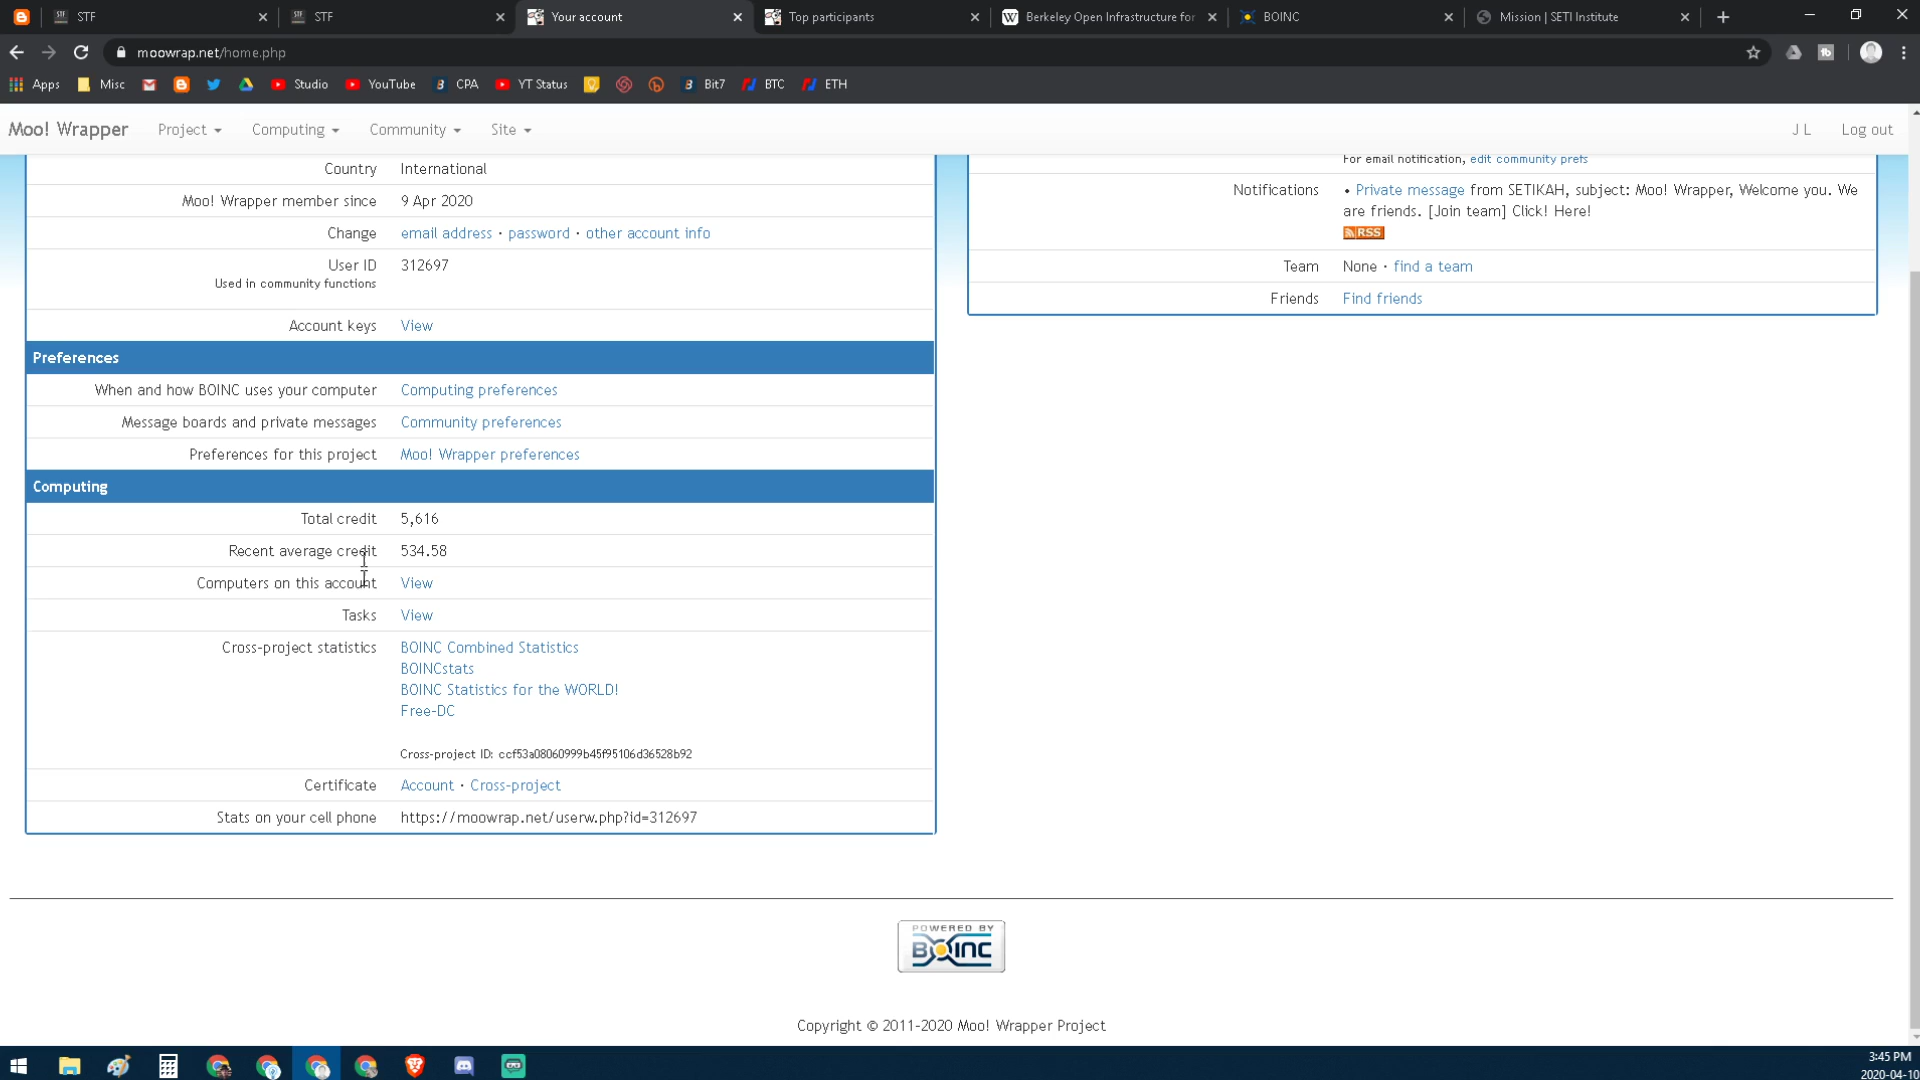 STF
STF
Your account
Top participants
Berkeley Open Infrastructure for
BOINC
Mission | SETI Institute
moowrap.net/home.php
Apps
Misc
Studio
YouTube
CPA
YT Status
Bit7
BTC
ETH
Moo! Wrapper
Project
Computing
Community
Site
J L
Log out
Country International
Moo! Wrapper member since 9 Apr 2020
Change email address · password · other account info
User ID 312697
Used in community functions
Account keys View
Preferences
When and how BOINC uses your computer Computing preferences
Message boards and private messages Community preferences
Preferences for this project Moo! Wrapper preferences
Computing
Total credit 5,616
Recent average credit 534.58
Computers on this account View
Tasks View
Cross-project statistics BOINC Combined Statistics
BOINCstats
BOINC Statistics for the WORLD!
Free-DC
Cross-project ID: ccf53a08060999b45f95106d36528b92
Certificate Account · Cross-project
Stats on your cell phone https://moowrap.net/userw.php?id=312697
For email notification, edit community prefs
Notifications • Private message from SETIKAH, subject: Moo! Wrapper, Welcome you. We
are friends. [Join team] Click! Here!
RSS
Team None · find a team
Friends Find friends
POWERED BY
BOINC
Copyright © 2011-2020 Moo! Wrapper Project
3:45 PM
2020-04-10